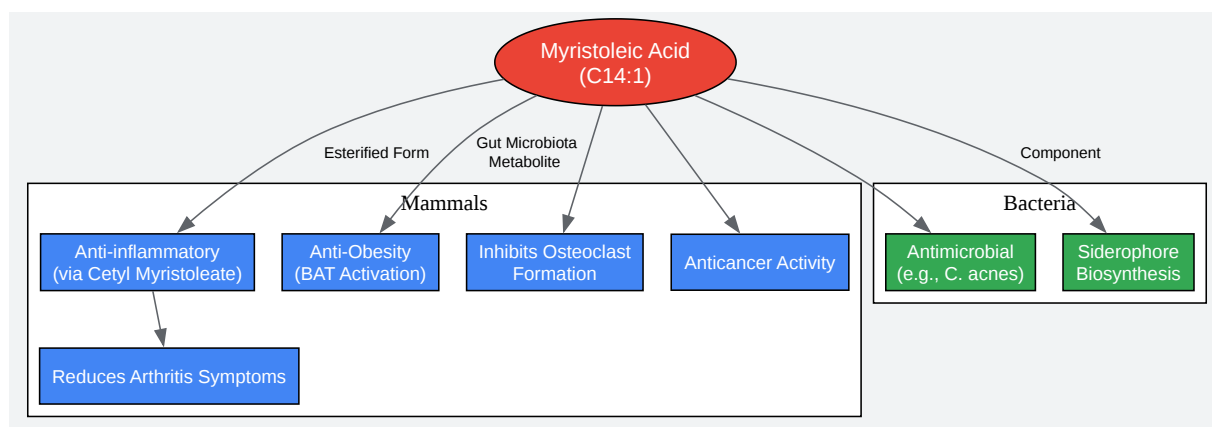 Myristoleic Acid
(C14:1)
Esterified Form
Gut Microbiota
Metabolite
Component
Mammals
Bacteria
Anti-inflammatory
(via Cetyl Myristoleate)
Anti-Obesity
(BAT Activation)
Inhibits Osteoclast
Formation
Anticancer Activity
Antimicrobial
(e.g., C. acnes)
Siderophore
Biosynthesis
Reduces Arthritis Symptoms